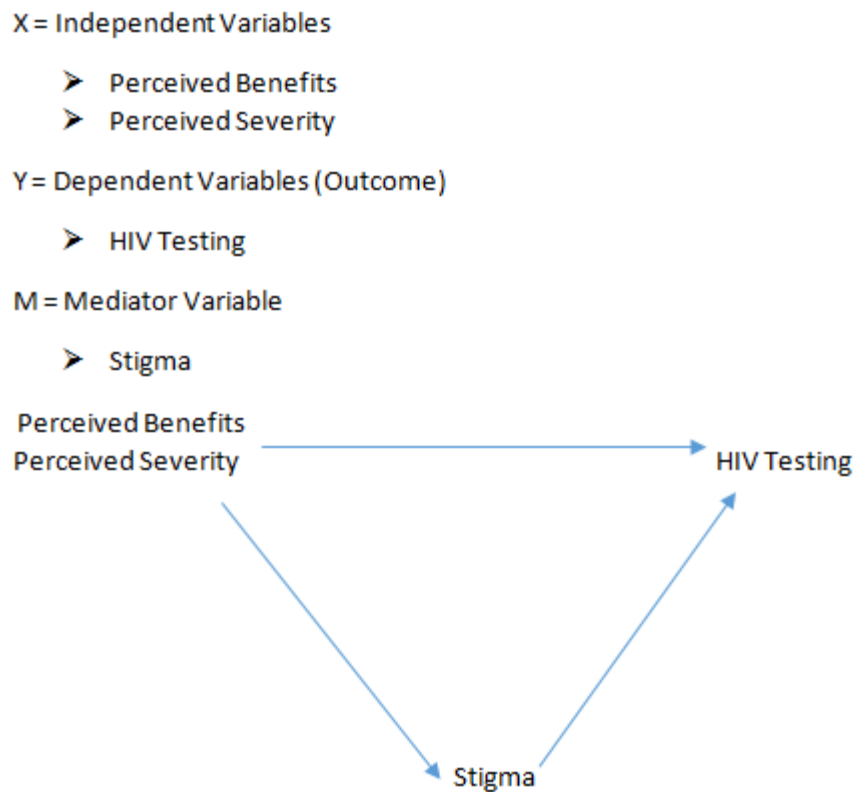 X = Independent Variables
➤ Perceived Benefits
➤ Perceived Severity
Y = Dependent Variables (Outcome)
➤ HIV Testing
M = Mediator Variable
➤ Stigma
Perceived Benefits
Perceived Severity
HIV Testing
Stigma